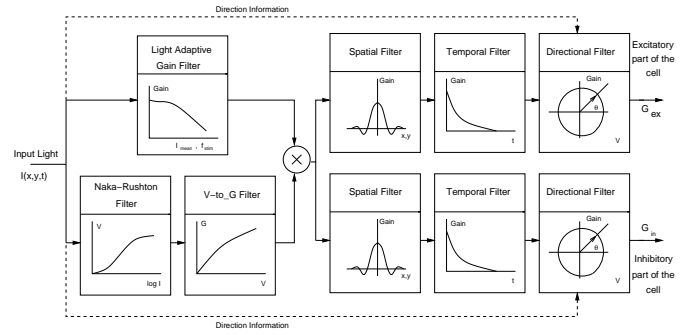 Direction Information
Light Adaptive
Gain Filter
Gain
I mean , f stim
Spatial Filter
Gain
x,y
Temporal Filter
Gain
t
Directional Filter
Gain
θ
V
Excitatory
part of the
cell
G ex
Input Light
I(x,y,t)
Naka–Rushton
Filter
V
log I
V–to_G Filter
G
V
Spatial Filter
Gain
x,y
Temporal Filter
Gain
t
Directional Filter
Gain
θ
V
G in
Inhibitory
part of the
cell
Direction Information